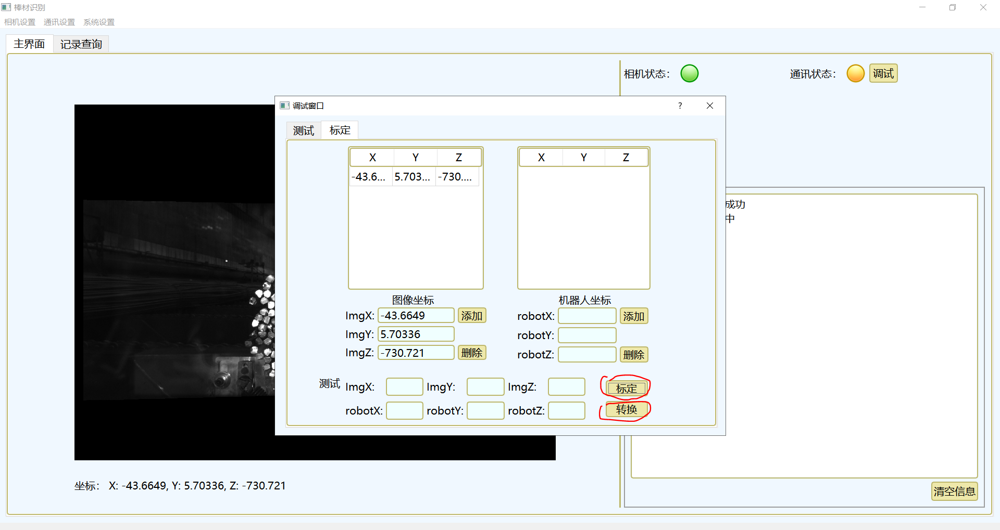 棒材识别
相机设置 通讯设置 系统设置
主界面 记录查询
相机状态: 通讯状态: 调试
调试窗口 ?
测试 标定
X Y Z X Y Z
-43.6... 5.703... -730....
成功
中
图像坐标 机器人坐标
ImgX: -43.6649 添加 robotX: 添加
ImgY: 5.70336 robotY:
ImgZ: -730.721 删除 robotZ: 删除
测试 ImgX: ImgY: ImgZ: 标定
robotX: robotY: robotZ: 转换
坐标: X: -43.6649, Y: 5.70336, Z: -730.721
清空信息